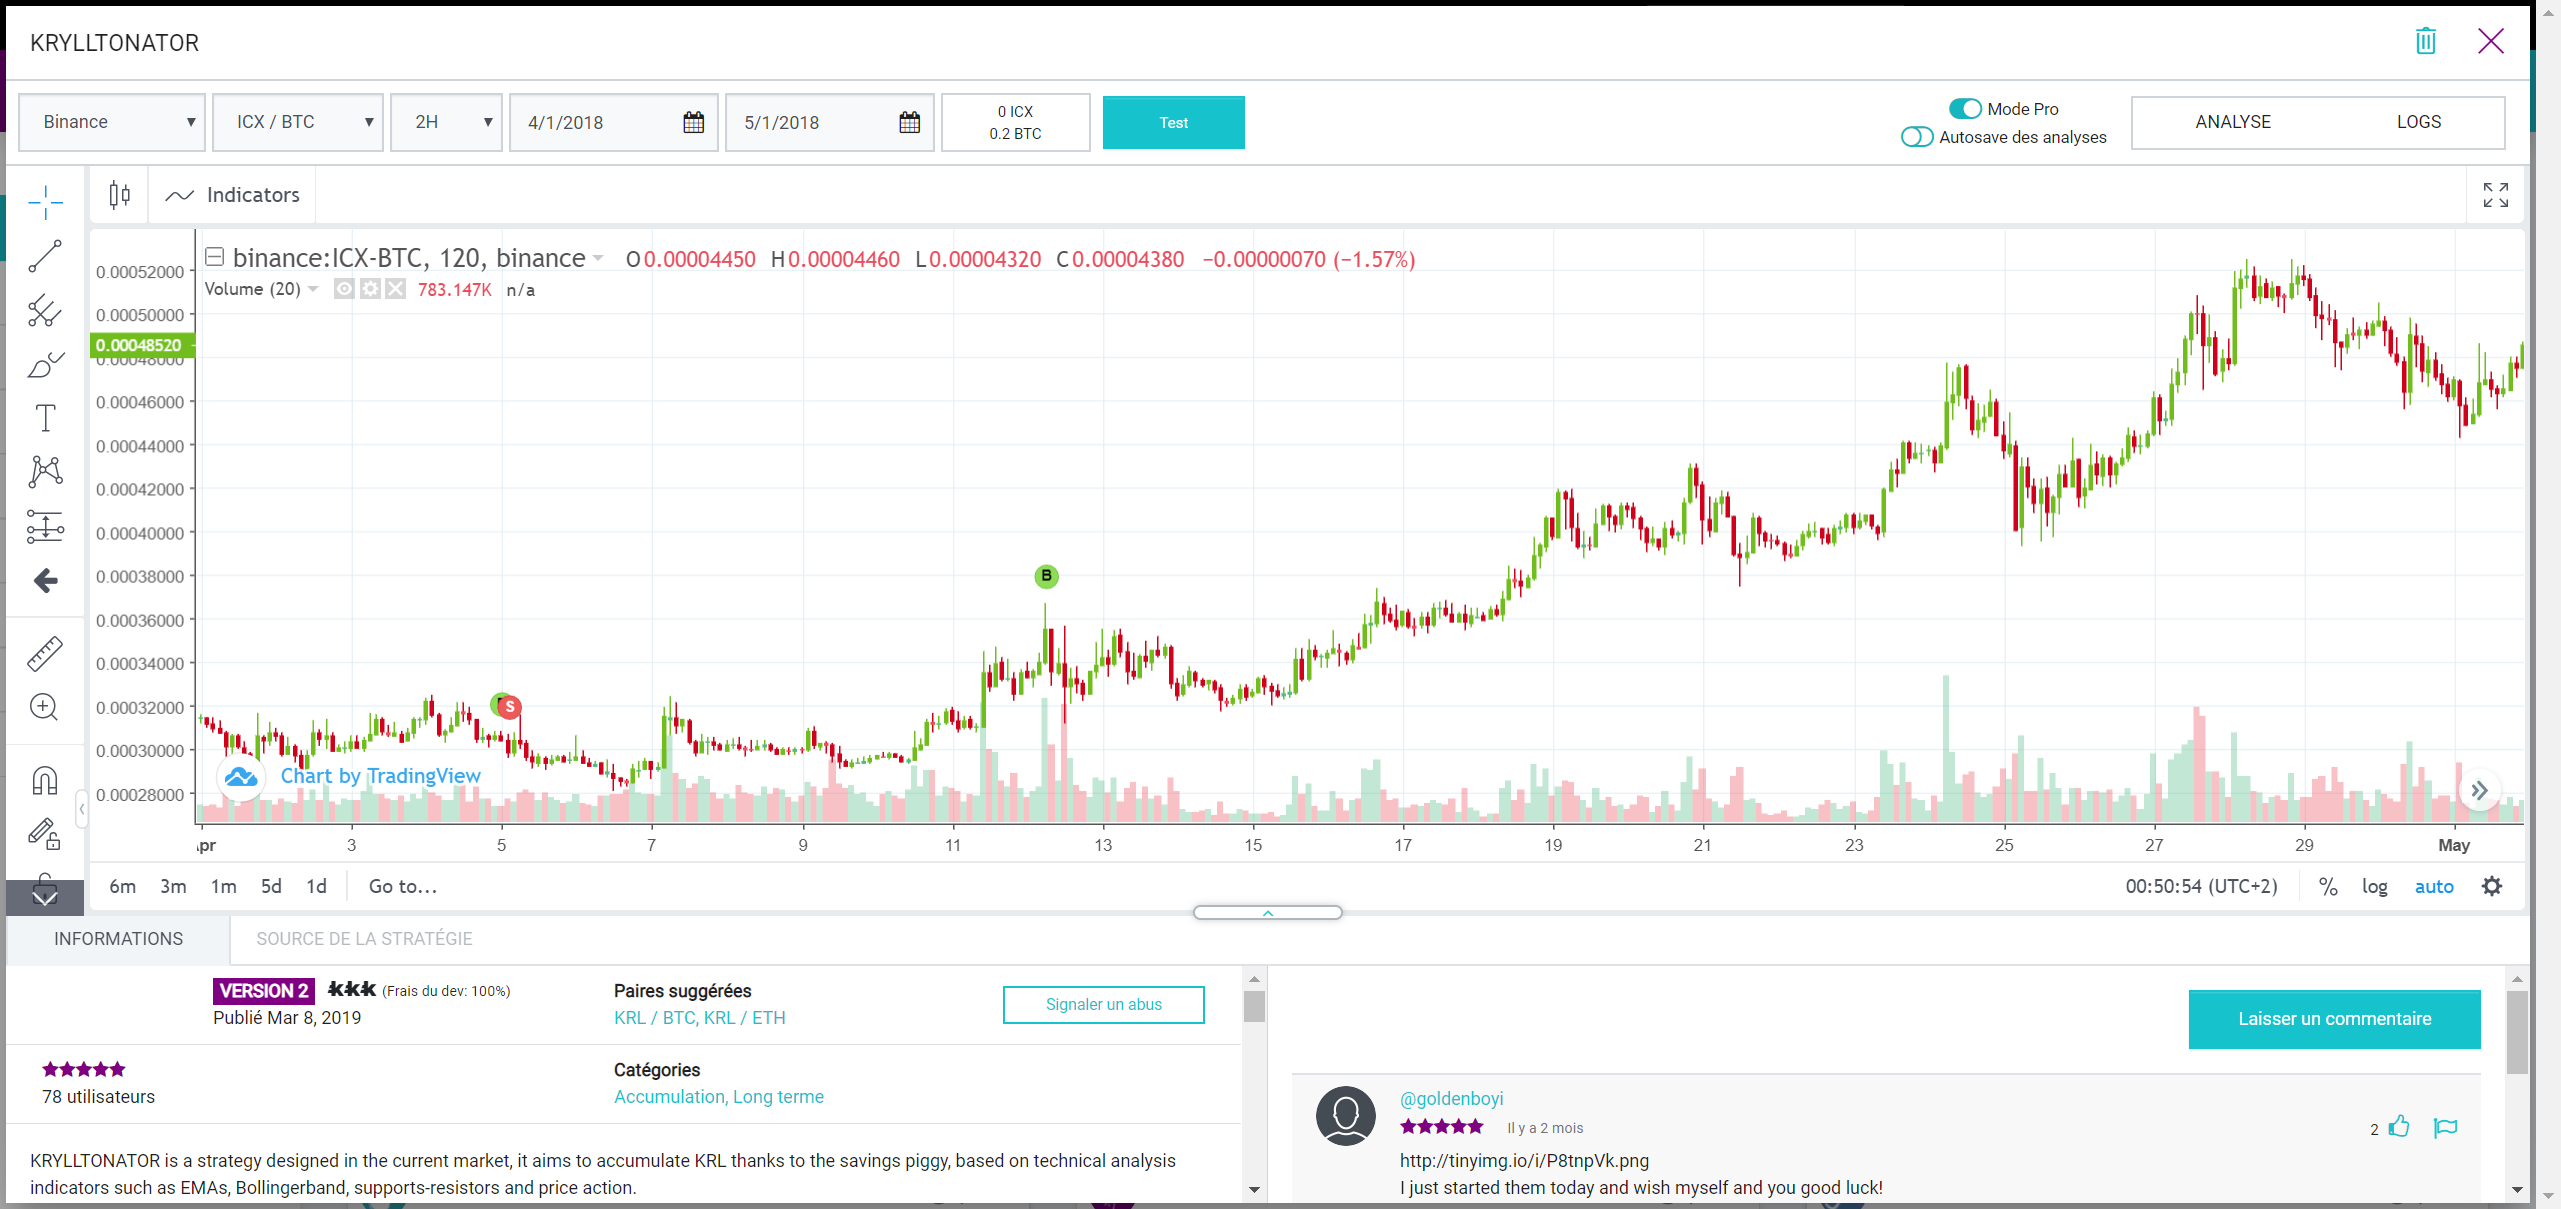 KRYLLTONATOR
Binance ICX / BTC 2H 4/1/2018 5/1/2018 0 ICX
0.2 BTC
Test
Mode Pro
Autosave des analyses
ANALYSE LOGS
Indicators
binance:ICX-BTC, 120, binance O0.00004450 H0.00004460 L0.00004320 C0.00004380 −0.00000070 (−1.57%)
Volume (20) 783.147K n/a
0.00052000
0.00050000
0.00048520
0.00048000
0.00046000
0.00044000
0.00042000
0.00040000
0.00038000
0.00036000
0.00034000
0.00032000
0.00030000
0.00028000
B
S
Chart by TradingView
pr 3 5 7 9 11 13 15 17 19 21 23 25 27 29 May
6m 3m 1m 5d 1d Go to... 00:50:54 (UTC+2) % log auto
INFORMATIONS SOURCE DE LA STRATÉGIE
VERSION 2 (Frais du dev: 100%)
Publié Mar 8, 2019
Paires suggérées
KRL / BTC, KRL / ETH
Signaler un abus
78 utilisateurs
Catégories
Accumulation, Long terme
KRYLLTONATOR is a strategy designed in the current market, it aims to accumulate KRL thanks to the savings piggy, based on technical analysis
indicators such as EMAs, Bollingerband, supports-resistors and price action.
Laisser un commentaire
@goldenboyi
Il y a 2 mois
2
http://tinyimg.io/i/P8tnpVk.png
I just started them today and wish myself and you good luck!